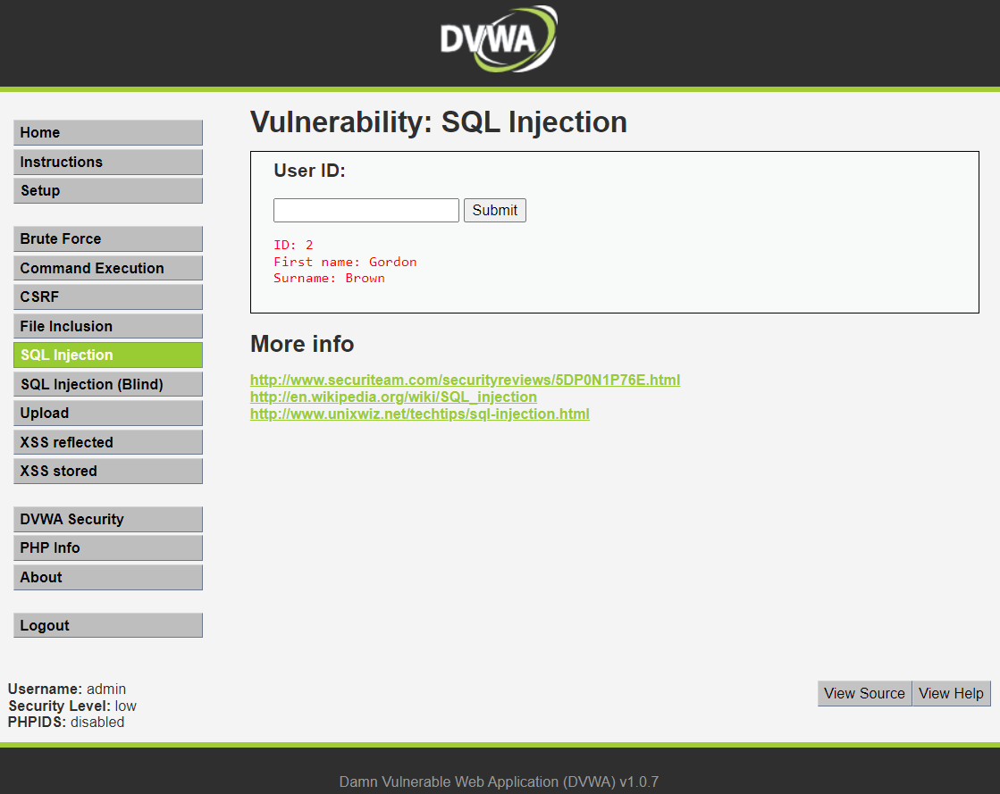 DVWA
Home
Instructions
Setup
Brute Force
Command Execution
CSRF
File Inclusion
SQL Injection
SQL Injection (Blind)
Upload
XSS reflected
XSS stored
DVWA Security
PHP Info
About
Logout
Vulnerability: SQL Injection
User ID:
Submit
ID: 2
First name: Gordon
Surname: Brown
More info
http://www.securiteam.com/securityreviews/5DP0N1P76E.html
http://en.wikipedia.org/wiki/SQL_injection
http://www.unixwiz.net/techtips/sql-injection.html
Username: admin
Security Level: low
PHPIDS: disabled
View Source View Help
Damn Vulnerable Web Application (DVWA) v1.0.7